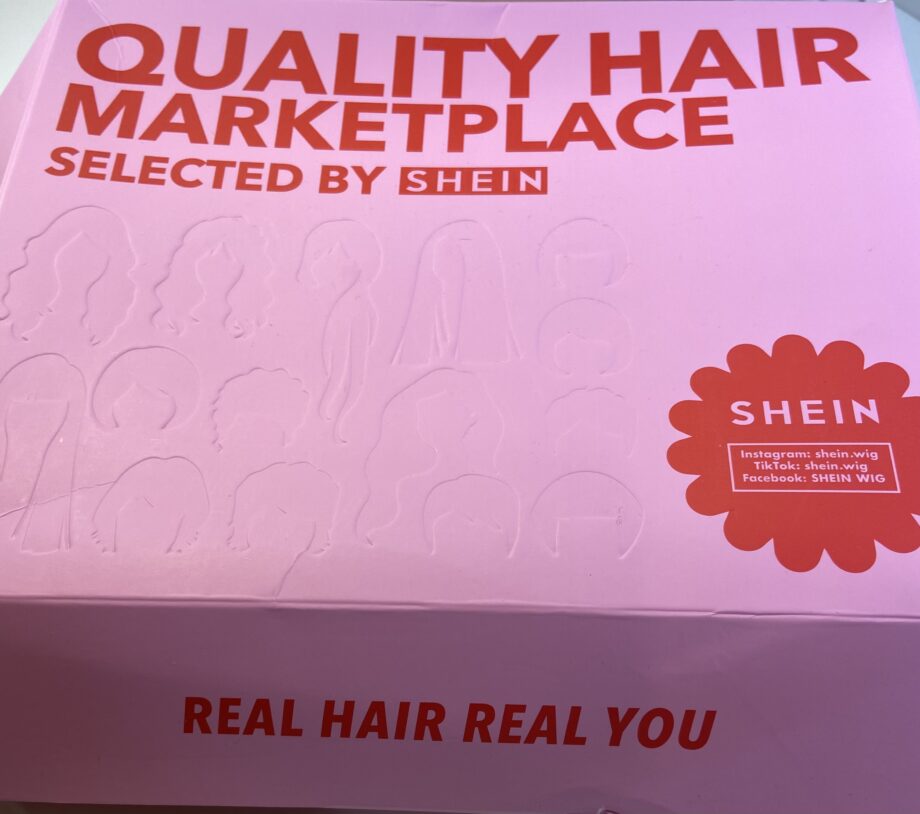 QUALITY HAIR
MARKETPLACE
SELECTED BY SHEIN
SHEIN
Instagram: shein.wig
TikTok: shein.wig
Facebook: SHEIN WIG
REAL HAIR REAL YOU